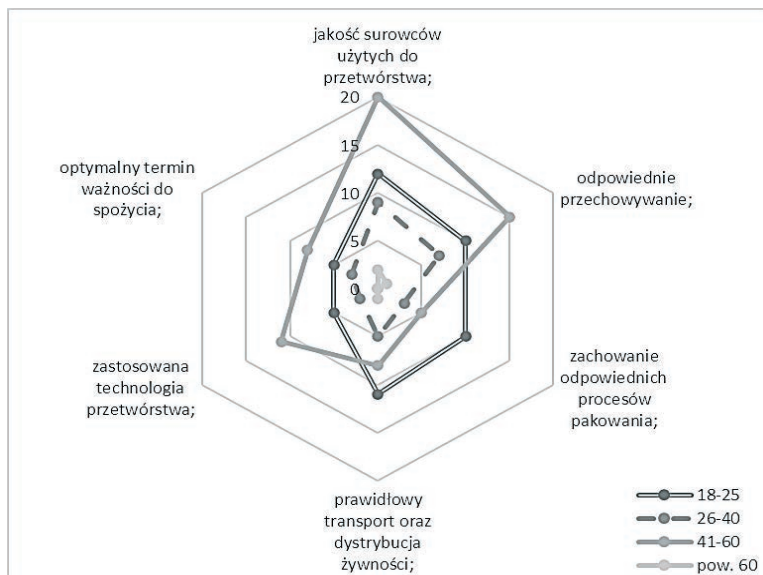 jakość surowców
użytych do
przetwórstwa;
20
15
10
5
0
odpowiednie
przechowywanie;
zachowanie
odpowiednich
procesów
pakowania;
prawidłowy
transport oraz
dystrybucja
żywności;
zastosowana
technologia
przetwórstwa;
optymalny termin
ważności do
spożycia;
18-25
26-40
41-60
pow. 60